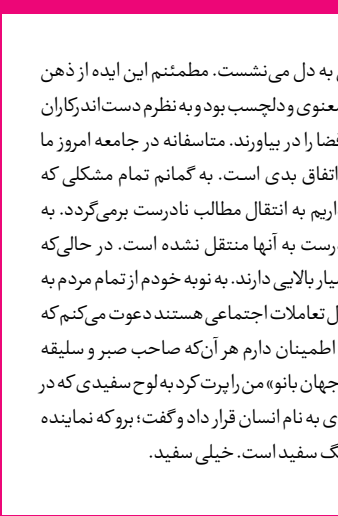 به دل می‌نشست. مطمئنم این ایده از ذهن
معنوی و دلچسب بود و به نظرم دست‌اندرکاران
فضا را در بیاورند. متاسفانه در جامعه امروز ما
اتفاق بدی است. به گمانم تمام مشکلی که
داریم به انتقال مطالب نادرست برمی‌گردد. به
درست به آنها منتقل نشده است. در حالی‌که
بسیار بالایی دارند. به نوبه خودم از تمام مردم به
تعاملات اجتماعی هستند دعوت می‌کنم که
اطمینان دارم هر آن‌که صاحب صبر و سلیقه
جهان بانو» من را پرت کرد به لوح سفیدی که در
به نام انسان قرار داد و گفت؛ برو که نماینده
سفید است. خیلی سفید.